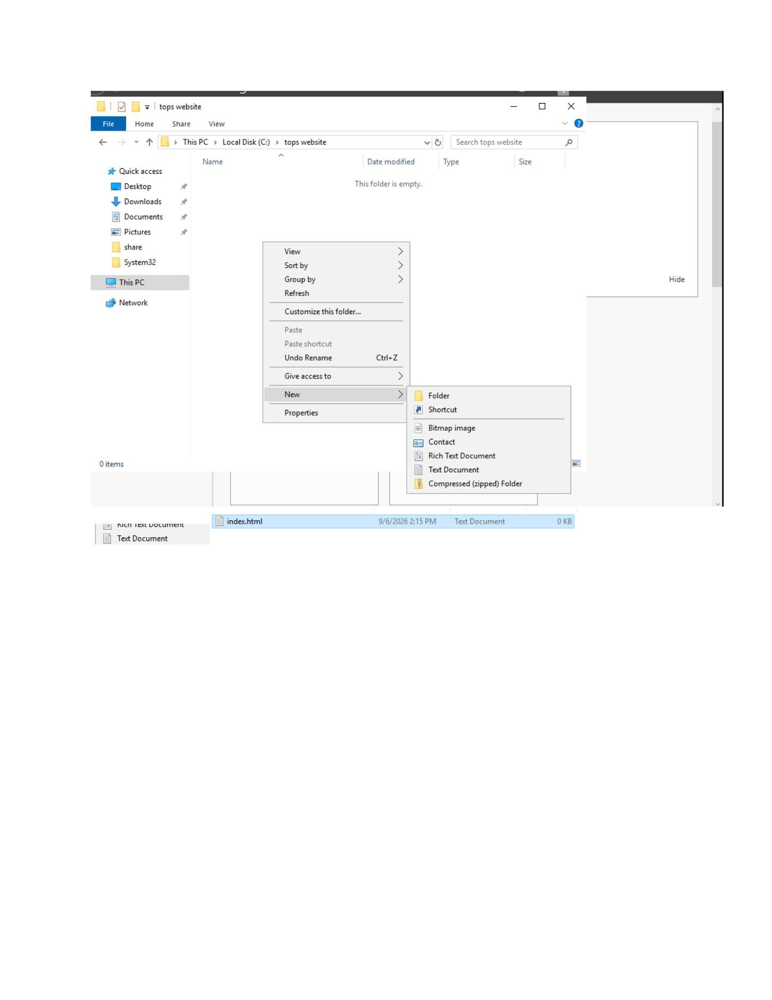 tops website
File Home Share View
This PC Local Disk (C:) tops website Search tops website
Name Date modified Type Size
This folder is empty.
Quick access
Desktop
Downloads
Documents
Pictures
share
System32
This PC
Network
View
Sort by
Group by
Refresh
Customize this folder...
Paste
Paste shortcut
Undo Rename Ctrl+Z
Give access to
New
Properties
Folder
Shortcut
Bitmap image
Contact
Rich Text Document
Text Document
Compressed (zipped) Folder
Hide
0 items
index.html 9/6/2026 2:15 PM Text Document 0 KB
Rich Text Document
Text Document